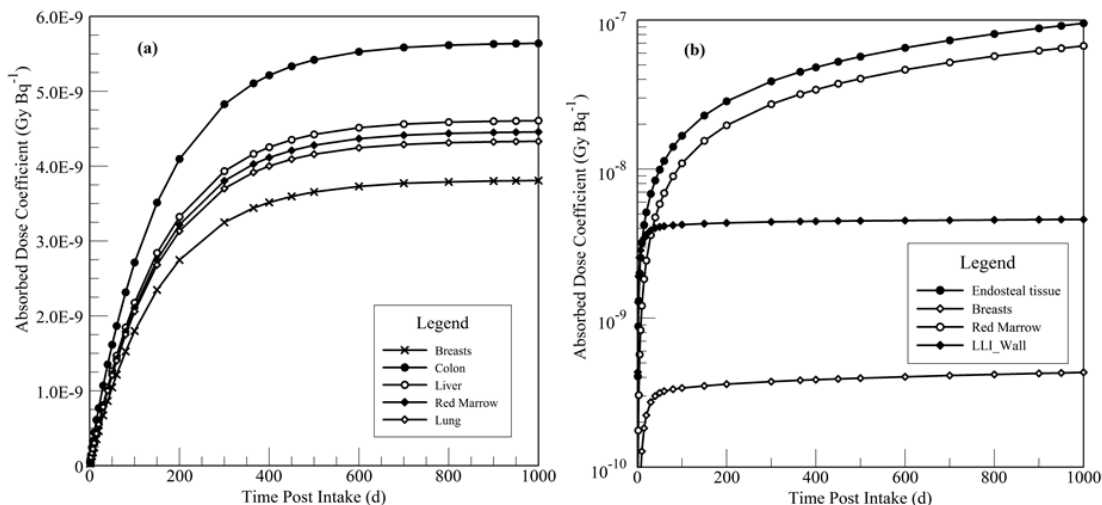 (a)
Absorbed Dose Coefficient (Gy Bq⁻¹)
6.0E-9
5.0E-9
4.0E-9
3.0E-9
2.0E-9
1.0E-9
0
0 200 400 600 800 1000
Time Post Intake (d)
Legend
Breasts
Colon
Liver
Red Marrow
Lung
(b)
Absorbed Dose Coefficient (Gy Bq⁻¹)
10⁻⁷
10⁻⁸
10⁻⁹
10⁻¹⁰
0 200 400 600 800 1000
Time Post Intake (d)
Legend
Endosteal tissue
Breasts
Red Marrow
LLI_Wall